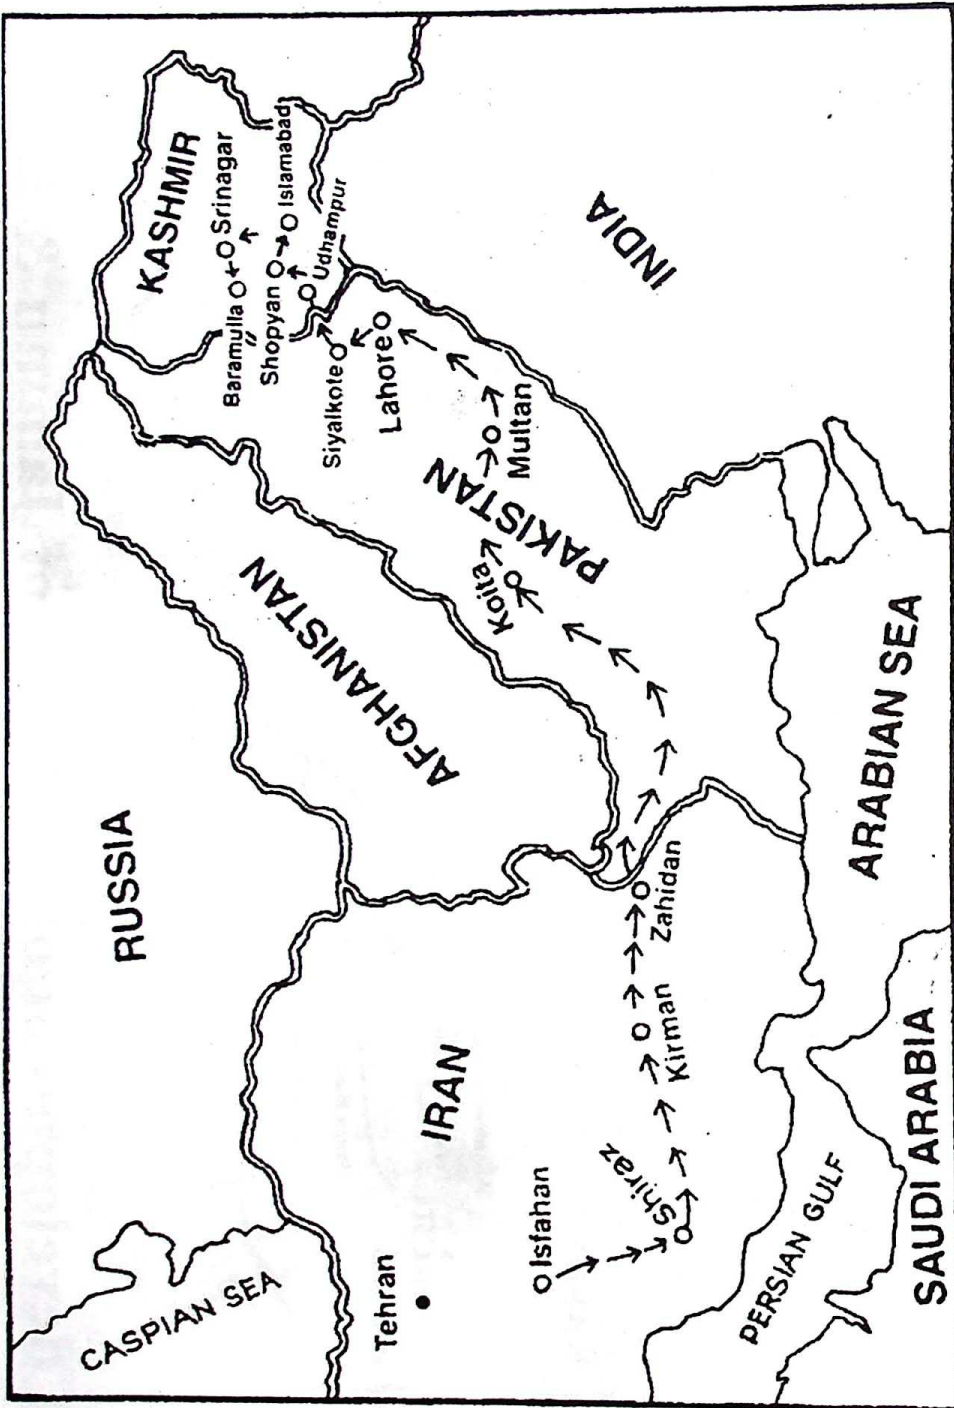 CASPIAN SEA
RUSSIA
KASHMIR
Baramulla
Srinagar
Shopyan
Islamabad
Udhampur
Siyalkote
Lahore
AFGHANISTAN
Tehran
IRAN
Isfahan
Shiraz
Kirman
Zahidan
Koita
PAKISTAN
Multan
INDIA
PERSIAN GULF
SAUDI ARABIA
ARABIAN SEA